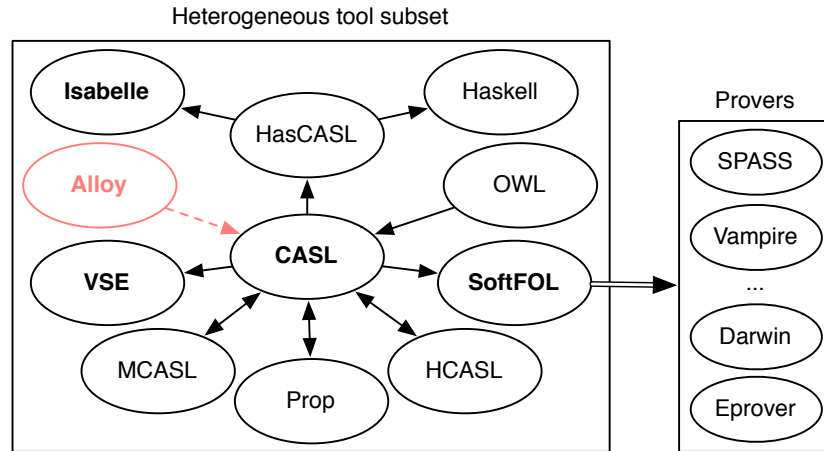 Heterogeneous tool subset
Isabelle
Haskell
HasCASL
Alloy
OWL
CASL
VSE
SoftFOL
MCASL
HCASL
Prop
Provers
SPASS
Vampire
...
Darwin
Eprover